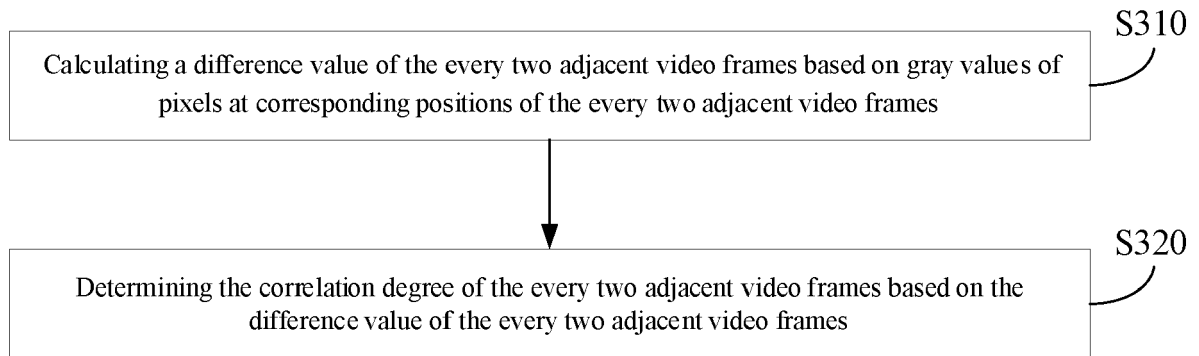 S310
Calculating a difference value of the every two adjacent video frames based on gray values of
pixels at corresponding positions of the every two adjacent video frames
S320
Determining the correlation degree of the every two adjacent video frames based on the
difference value of the every two adjacent video frames